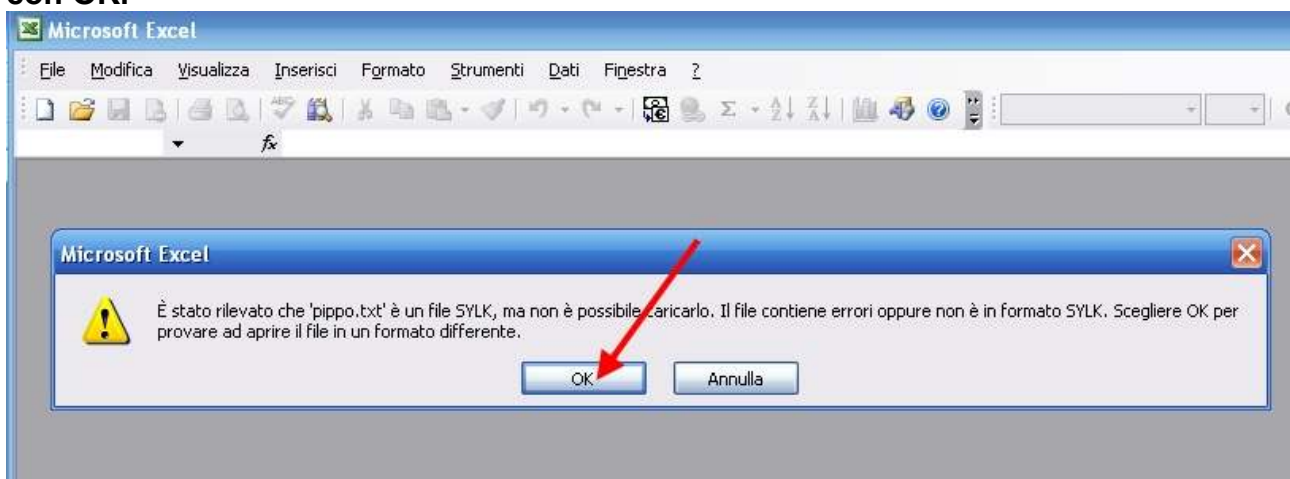 con OK.
Microsoft Excel
File Modifica Visualizza Inserisci Formato Strumenti Dati Finestra ?
fx
Microsoft Excel
È stato rilevato che 'pippo.txt' è un file SYLK, ma non è possibile caricarlo. Il file contiene errori oppure non è in formato SYLK. Scegliere OK per
provare ad aprire il file in un formato differente.
OK Annulla